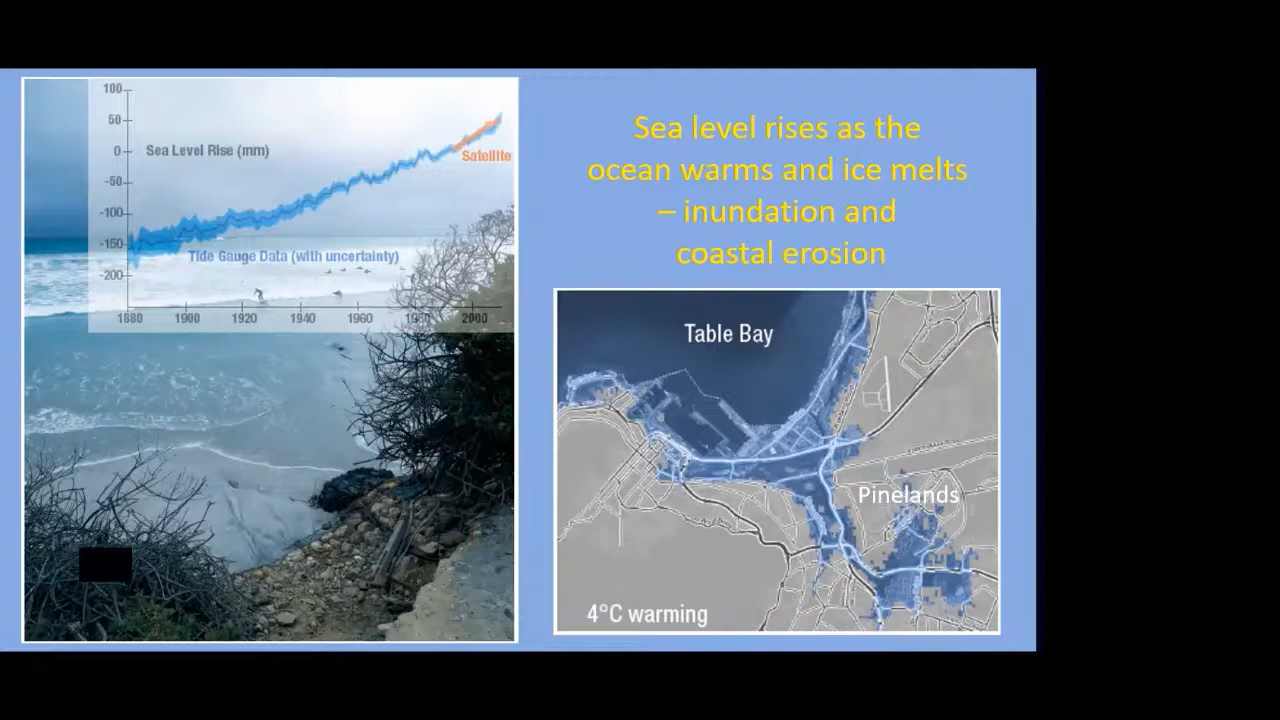 100
50
0
-50
-100
-150
-200
Sea Level Rise (mm)
Satellite
Tide Gauge Data (with uncertainty)
1880 1900 1920 1940 1960 1980 2000
Sea level rises as the
ocean warms and ice melts
– inundation and
coastal erosion
Table Bay
Pinelands
4°C warming